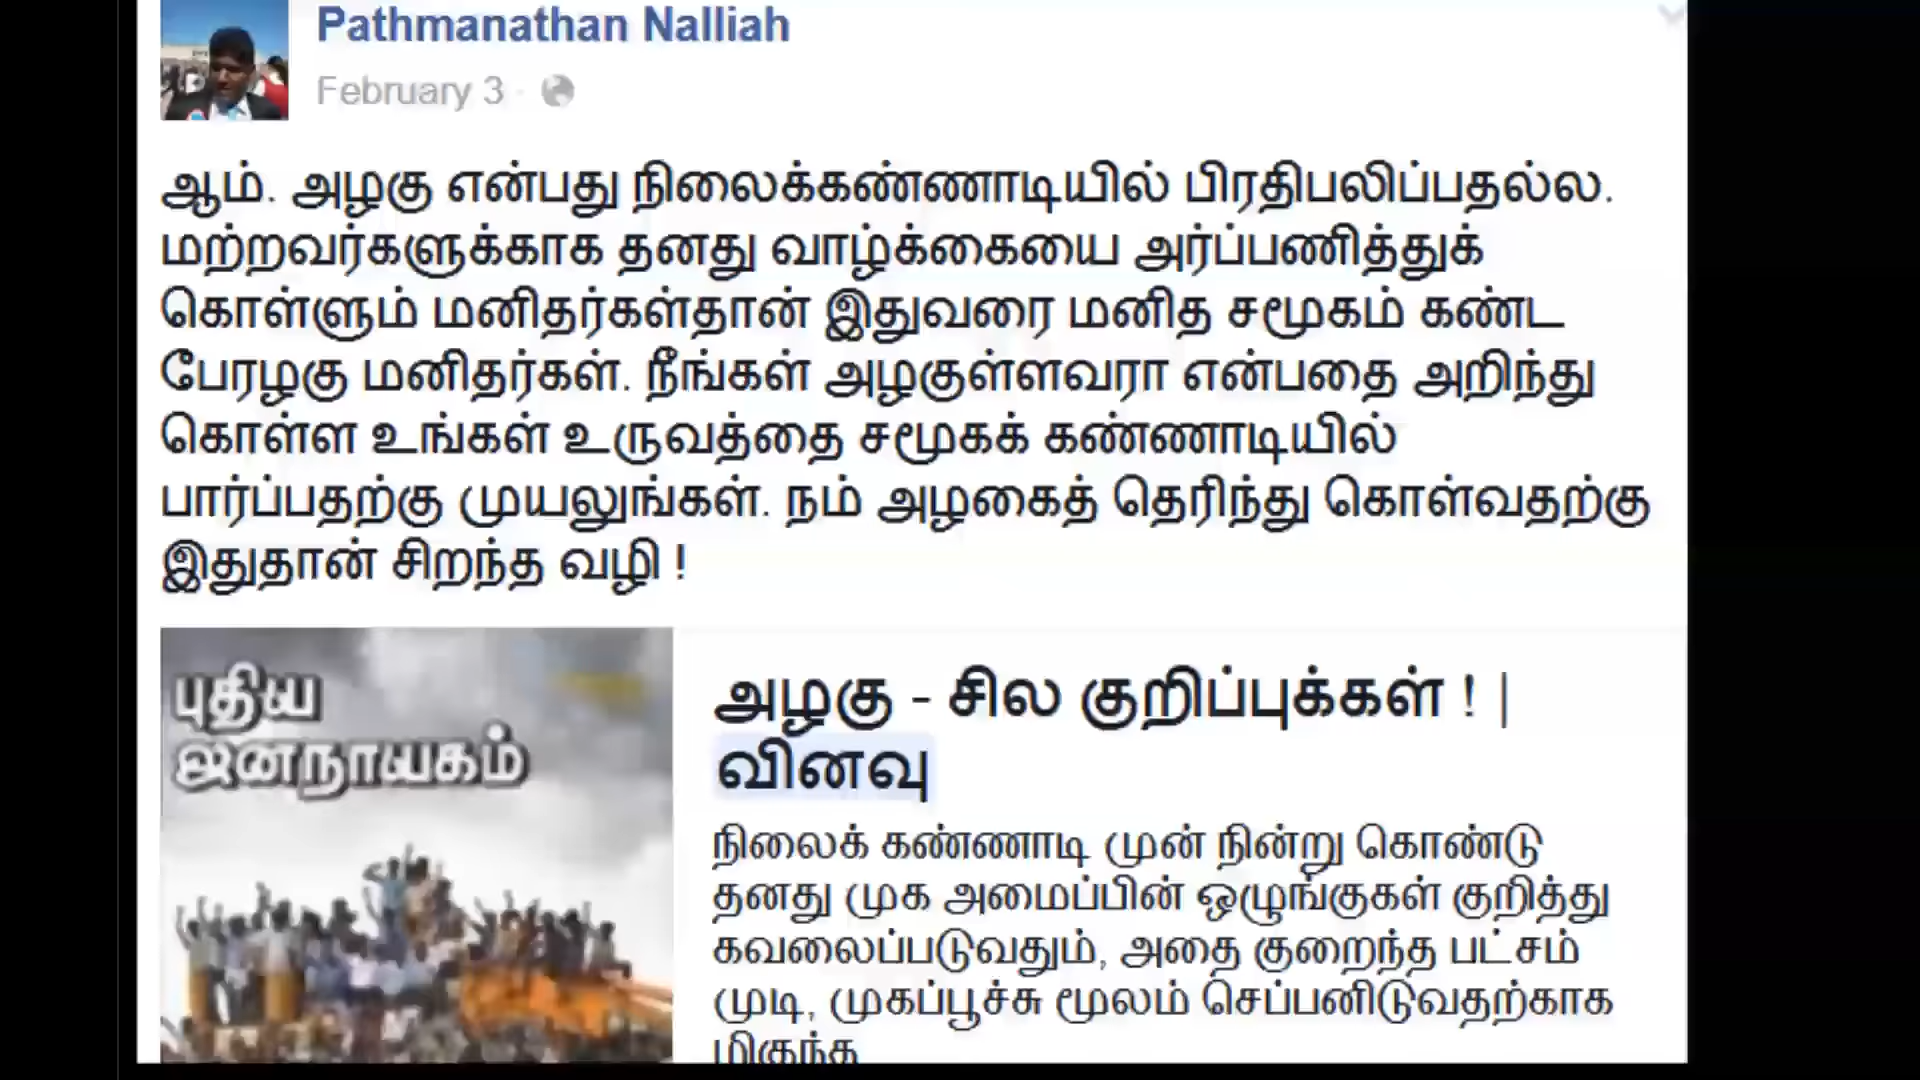 Pathmanathan Nalliah
February 3
ஆம். அழகு என்பது நிலைக்கண்ணாடியில் பிரதிபலிப்பதல்ல.
மற்றவர்களுக்காக தனது வாழ்க்கையை அர்ப்பணித்துக்
கொள்ளும் மனிதர்கள்தான் இதுவரை மனித சமூகம் கண்ட
பேரழகு மனிதர்கள். நீங்கள் அழகுள்ளவரா என்பதை அறிந்து
கொள்ள உங்கள் உருவத்தை சமூகக் கண்ணாடியில்
பார்ப்பதற்கு முயலுங்கள். நம் அழகைத் தெரிந்து கொள்வதற்கு
இதுதான் சிறந்த வழி !
புதிய
ஜனநாயகம்
அழகு - சில குறிப்புக்கள் ! |
வினவு
நிலைக் கண்ணாடி முன் நின்று கொண்டு
தனது முக அமைப்பின் ஒழுங்குகள் குறித்து
கவலைப்படுவதும், அதை குறைந்த பட்சம்
முடி, முகப்பூச்சு மூலம் செப்பனிடுவதற்காக
மிகுந்த